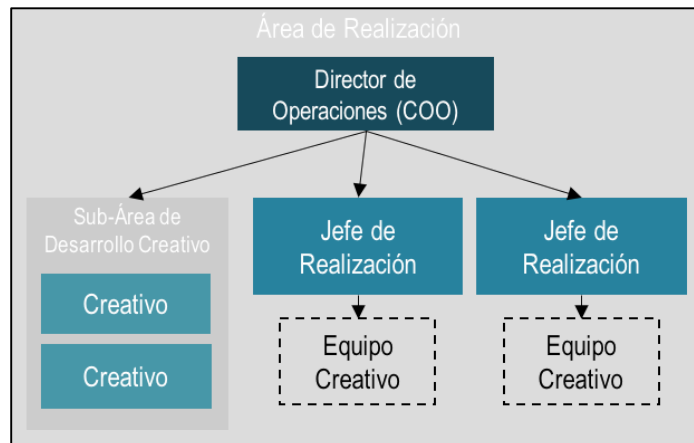 Área de Realización
Director de
Operaciones (COO)
Sub-Área de
Desarrollo Creativo
Creativo
Creativo
Jefe de
Realización
Equipo
Creativo
Jefe de
Realización
Equipo
Creativo